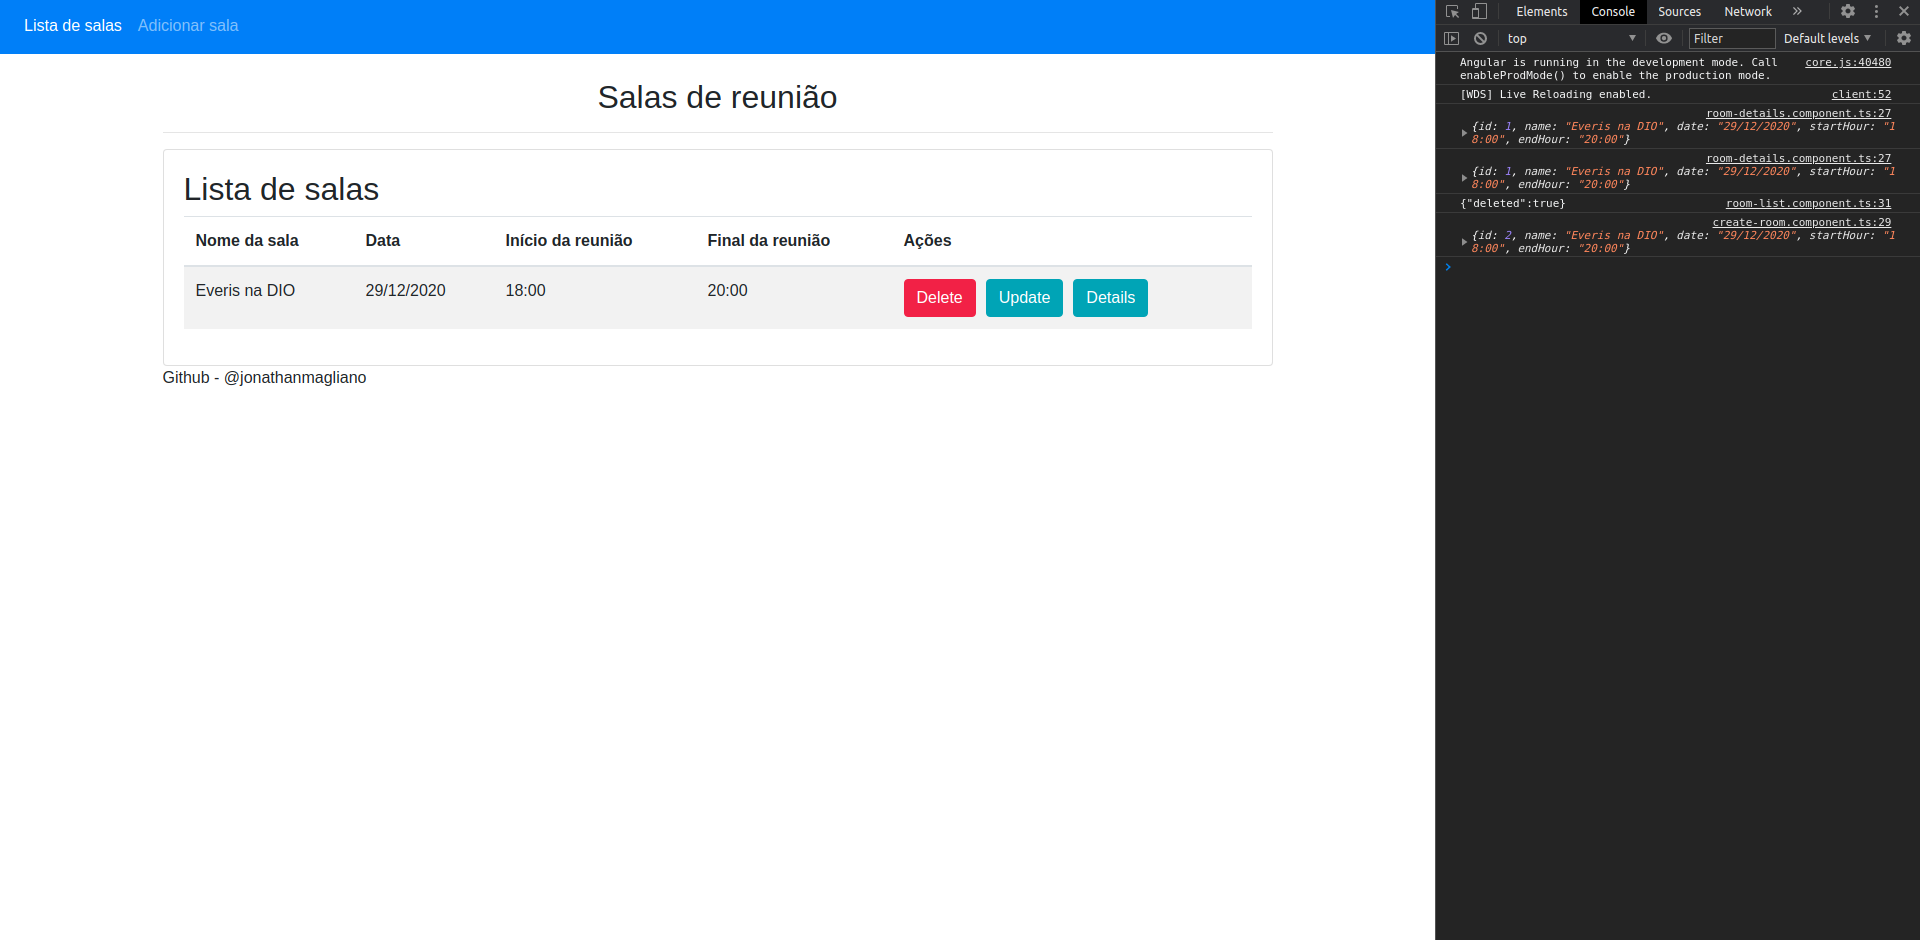 Lista de salas Adicionar sala
Salas de reunião
Lista de salas
Nome da sala Data Início da reunião Final da reunião Ações
Everis na DIO 29/12/2020 18:00 20:00 Delete Update Details
Github - @jonathanmagliano
Elements Console Sources Network »
top Filter Default levels
Angular is running in the development mode. Call core.js:40480
enableProdMode() to enable the production mode.
[WDS] Live Reloading enabled. client:52
room-details.component.ts:27
{id: 1, name: "Everis na DIO", date: "29/12/2020", startHour: "1
8:00", endHour: "20:00"}
room-details.component.ts:27
{id: 1, name: "Everis na DIO", date: "29/12/2020", startHour: "1
8:00", endHour: "20:00"}
{"deleted":true} room-list.component.ts:31
create-room.component.ts:29
{id: 2, name: "Everis na DIO", date: "29/12/2020", startHour: "1
8:00", endHour: "20:00"}